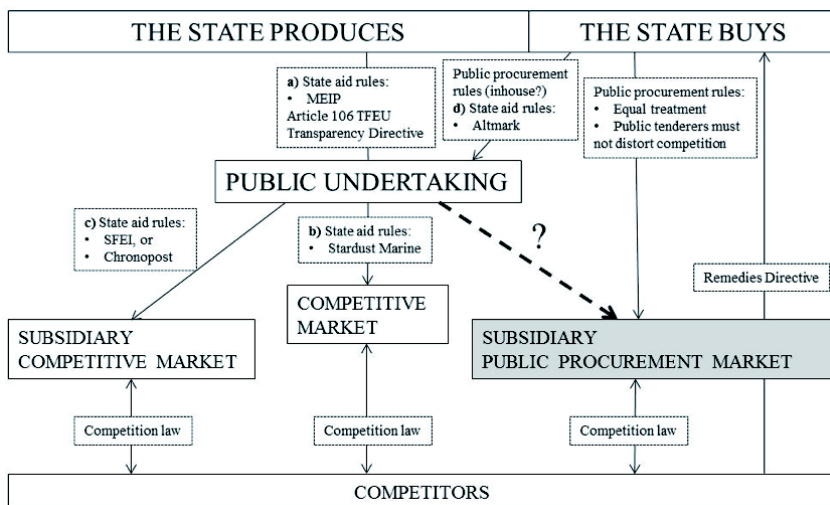 THE STATE PRODUCES
THE STATE BUYS
a) State aid rules:
• MEIP
Article 106 TFEU
Transparency Directive
Public procurement
rules (inhouse?)
d) State aid rules:
• Altmark
Public procurement rules:
• Equal treatment
• Public tenderers must
not distort competition
PUBLIC UNDERTAKING
c) State aid rules:
• SFEI, or
• Chronopost
b) State aid rules:
• Stardust Marine
?
Remedies Directive
COMPETITIVE
MARKET
SUBSIDIARY
COMPETITIVE MARKET
SUBSIDIARY
PUBLIC PROCUREMENT MARKET
Competition law
Competition law
Competition law
COMPETITORS